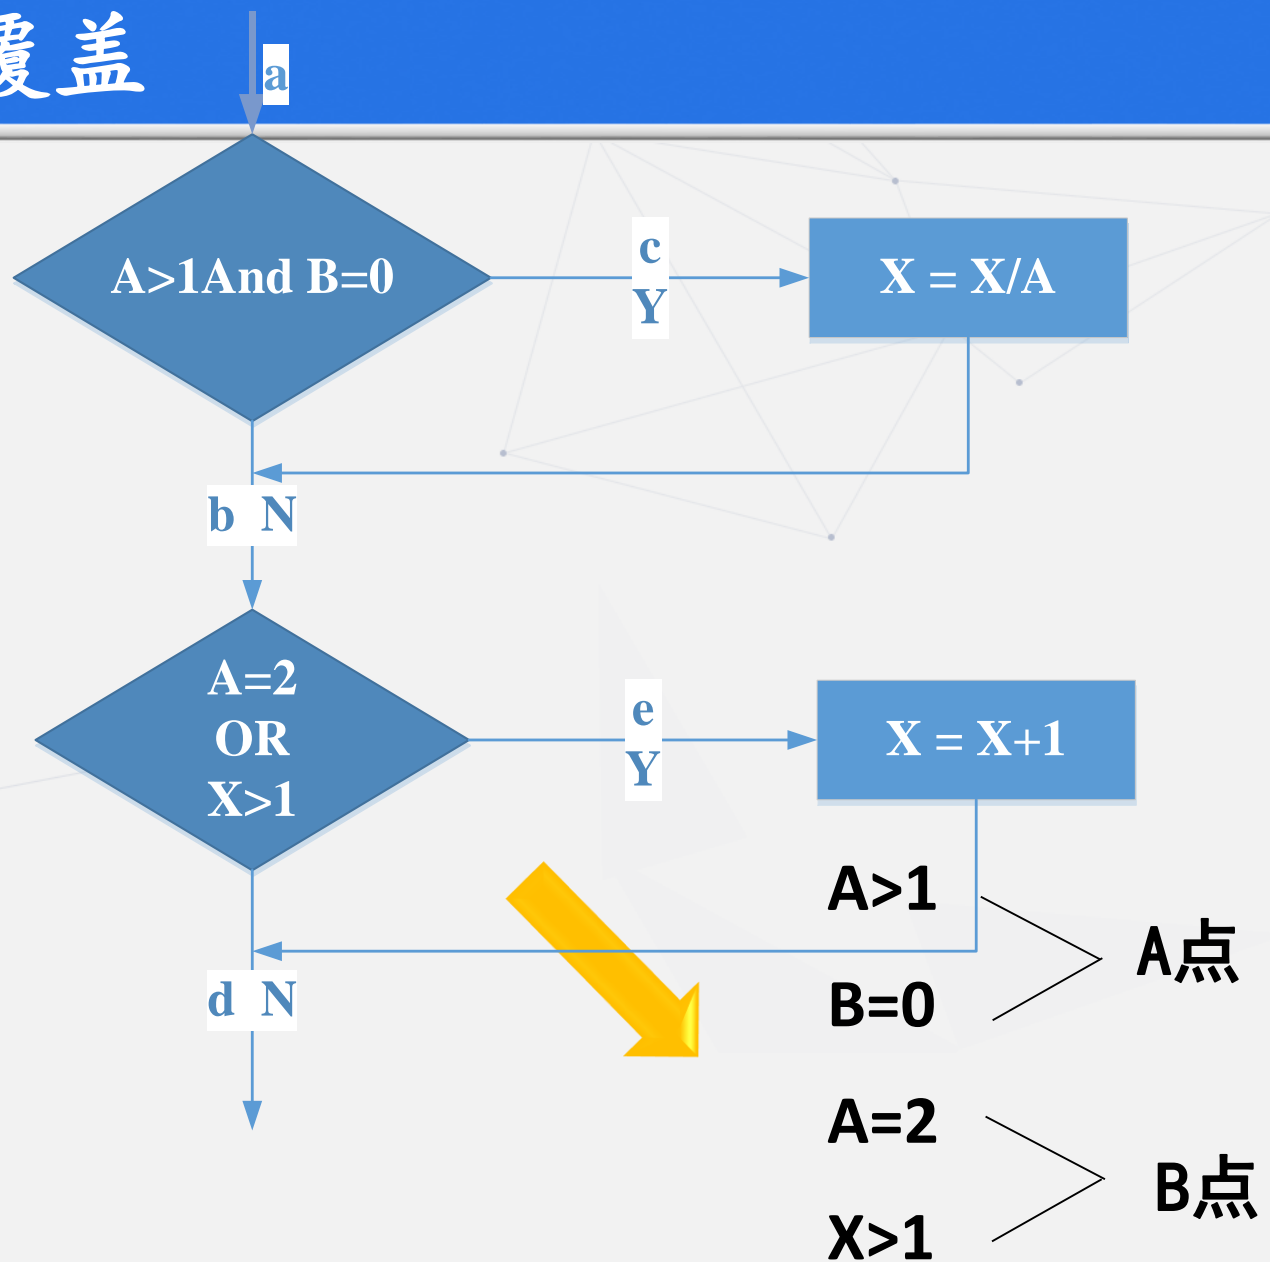 覆盖
a
A>1And B=0
c
Y
X = X/A
b N
A=2
OR
X>1
e
Y
X = X+1
d N
A>1
A点
B=0
A=2
B点
X>1